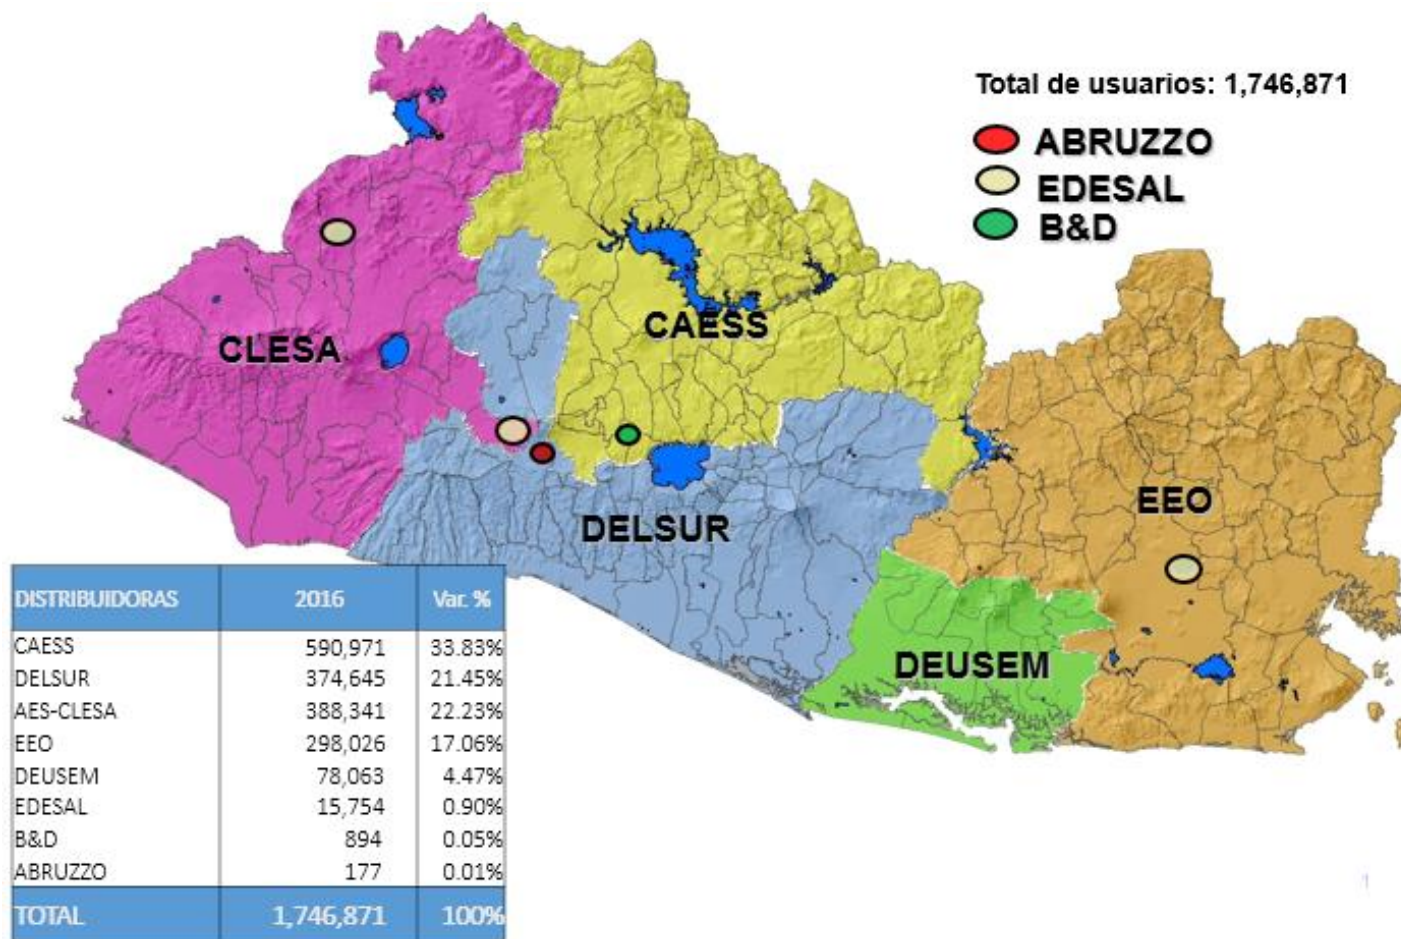 Total de usuarios: 1,746,871
ABRUZZO
EDESAL
B&D
CAESS
CLESA
EEO
DELSUR
DEUSEM
DISTRIBUIDORAS 2016 Var. %
CAESS 590,971 33.83%
DELSUR 374,645 21.45%
AES-CLESA 388,341 22.23%
EEO 298,026 17.06%
DEUSEM 78,063 4.47%
EDESAL 15,754 0.90%
B&D 894 0.05%
ABRUZZO 177 0.01%
TOTAL 1,746,871 100%
1